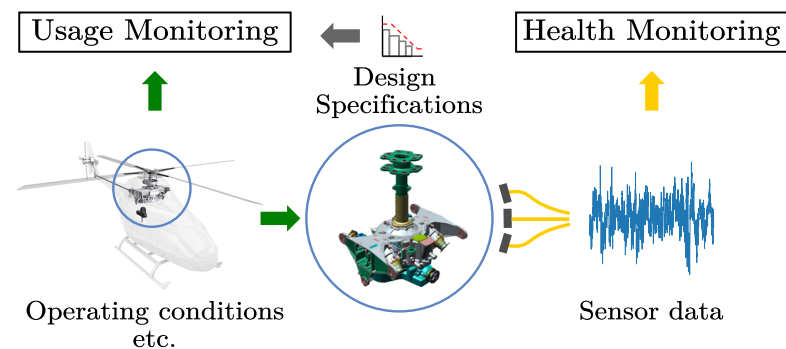 Usage Monitoring
Health Monitoring
Design
Specifications
Operating conditions
etc.
Sensor data